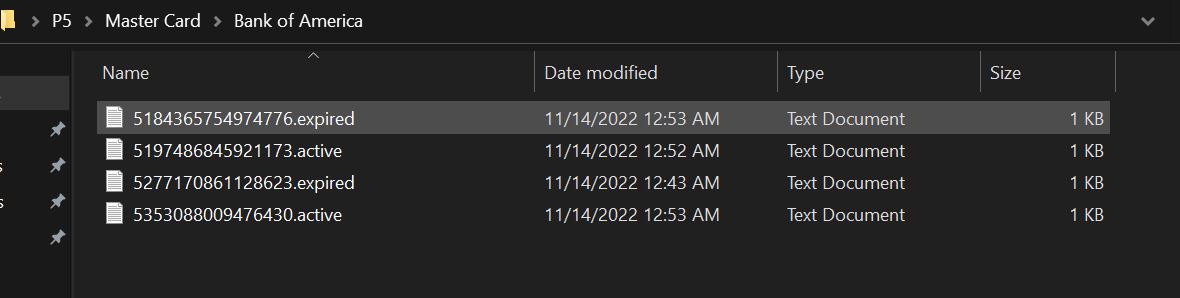 P5 > Master Card > Bank of America
Name Date modified Type Size
5184365754974776.expired 11/14/2022 12:53 AM Text Document 1 KB
5197486845921173.active 11/14/2022 12:52 AM Text Document 1 KB
5277170861128623.expired 11/14/2022 12:43 AM Text Document 1 KB
5353088009476430.active 11/14/2022 12:53 AM Text Document 1 KB